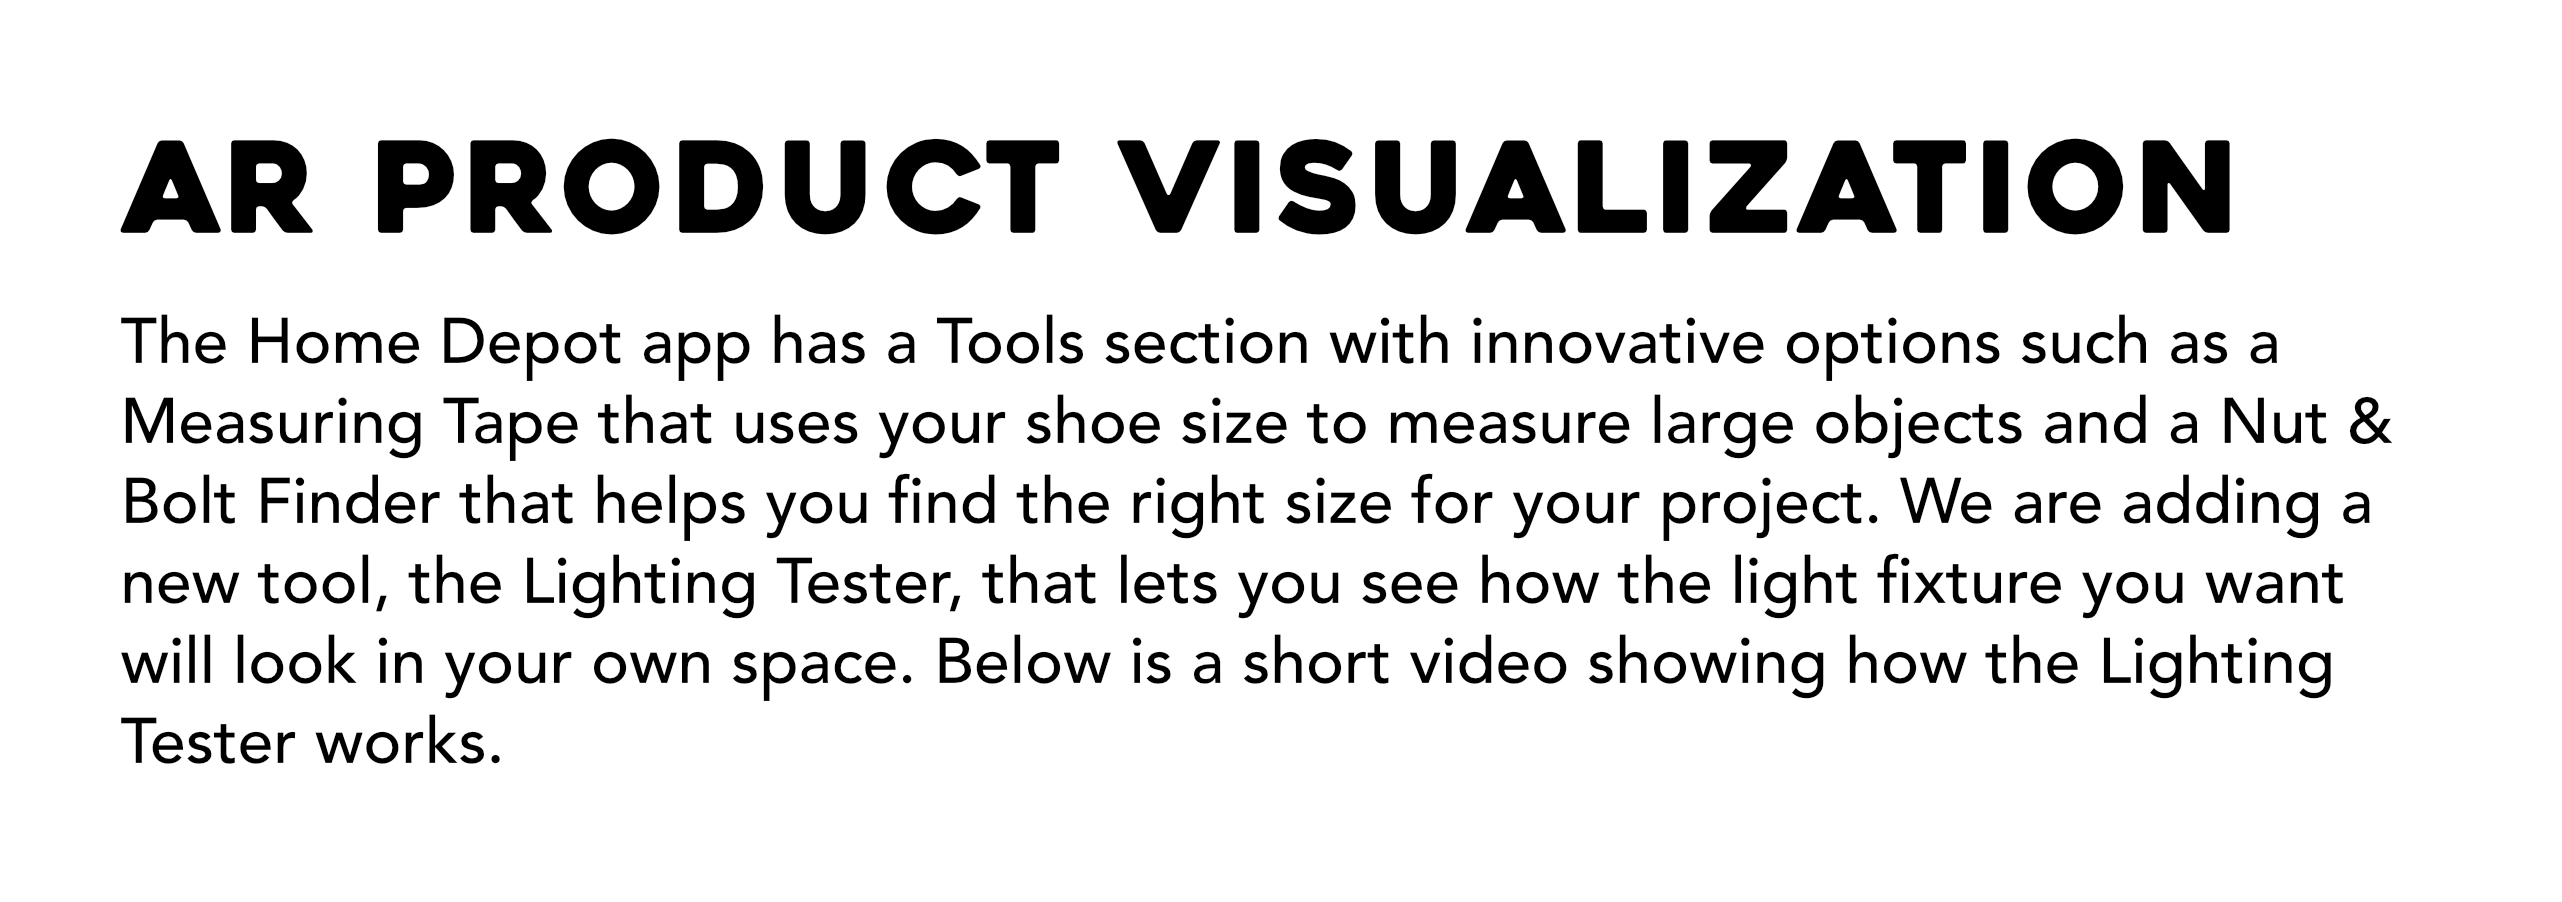 AR PRODUCT VISUALIZATION
The Home Depot app has a Tools section with innovative options such as a
Measuring Tape that uses your shoe size to measure large objects and a Nut &
Bolt Finder that helps you find the right size for your project. We are adding a
new tool, the Lighting Tester, that lets you see how the light fixture you want
will look in your own space. Below is a short video showing how the Lighting
Tester works.